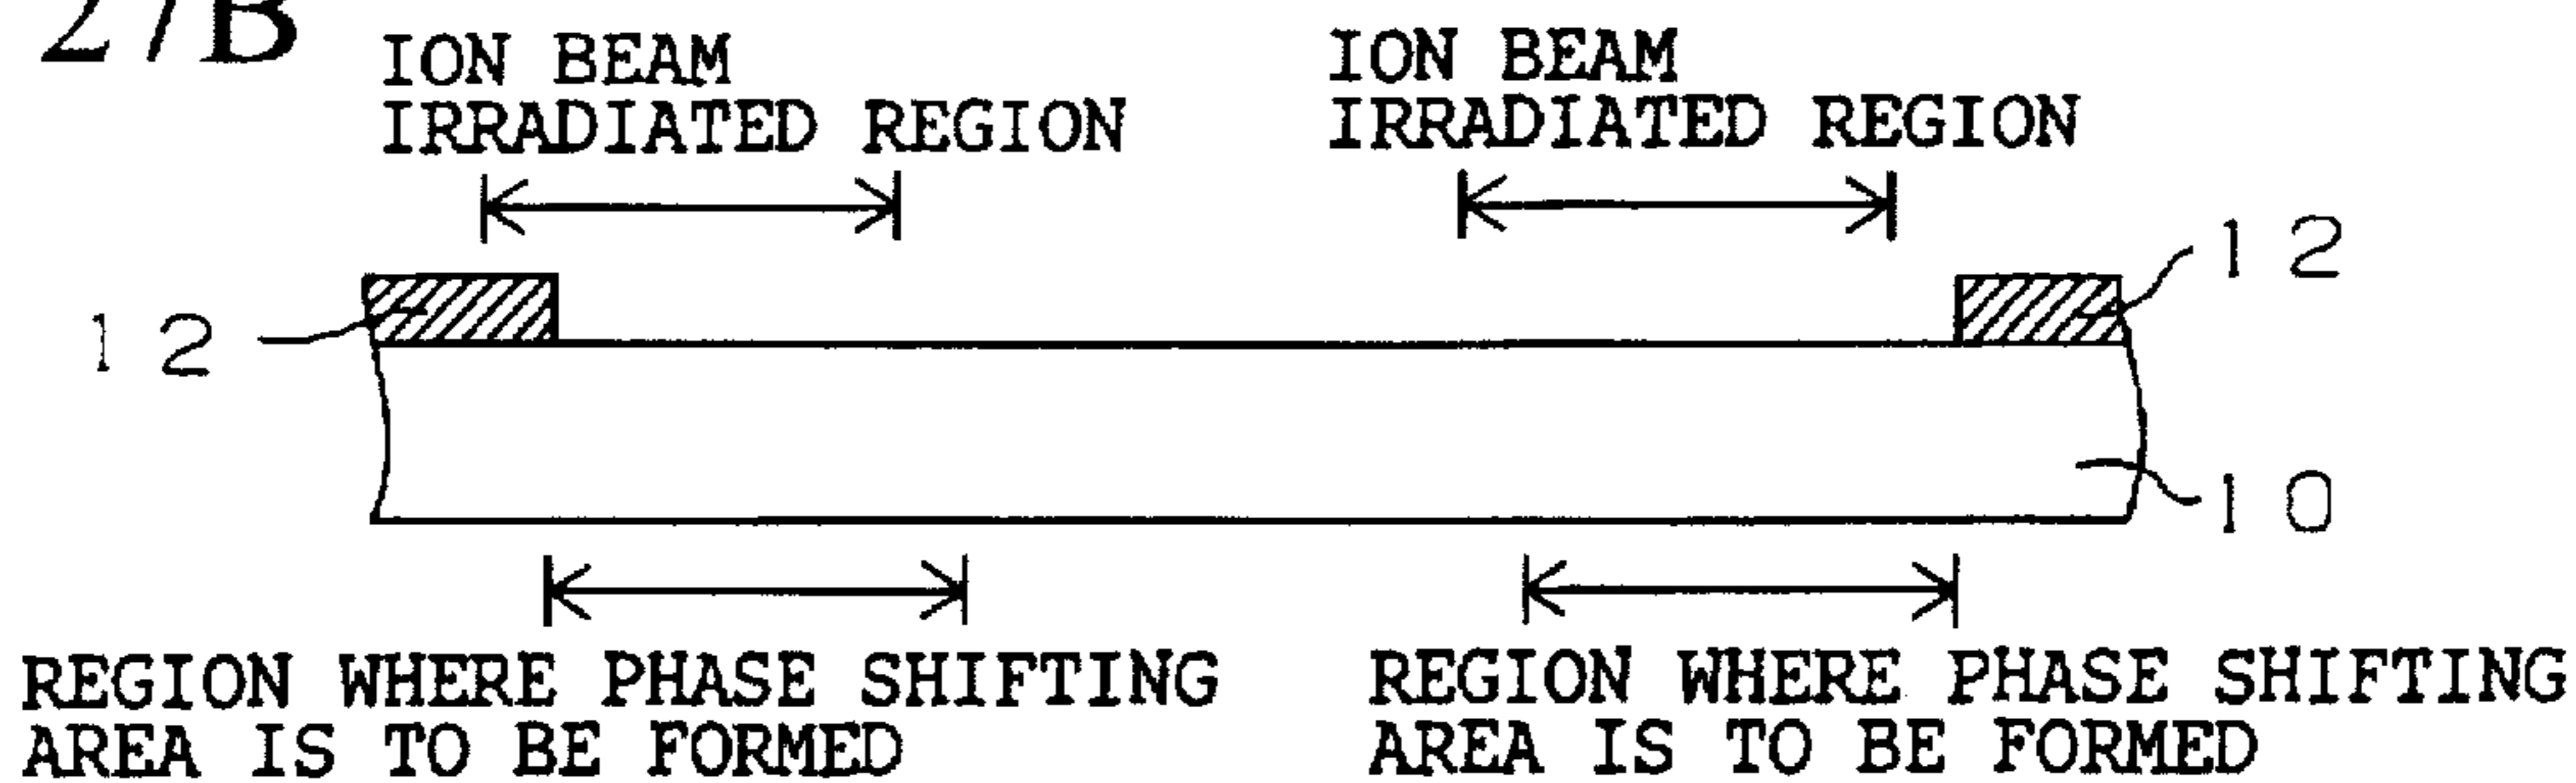 27B
ION BEAM
IRRADIATED REGION
ION BEAM
IRRADIATED REGION
12
12
10
REGION WHERE PHASE SHIFTING
AREA IS TO BE FORMED
REGION WHERE PHASE SHIFTING
AREA IS TO BE FORMED